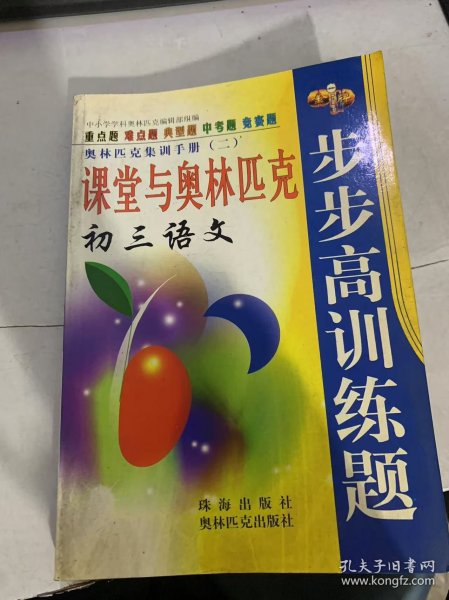 中小学学科奥林匹克编辑部组编
重点题 难点题 典型题 中考题 竞赛题
奥林匹克集训手册(二)
课堂与奥林匹克
初三语文
步步高训练题
珠海出版社
奥林匹克出版社
孔夫子旧书网
www.kongfz.com